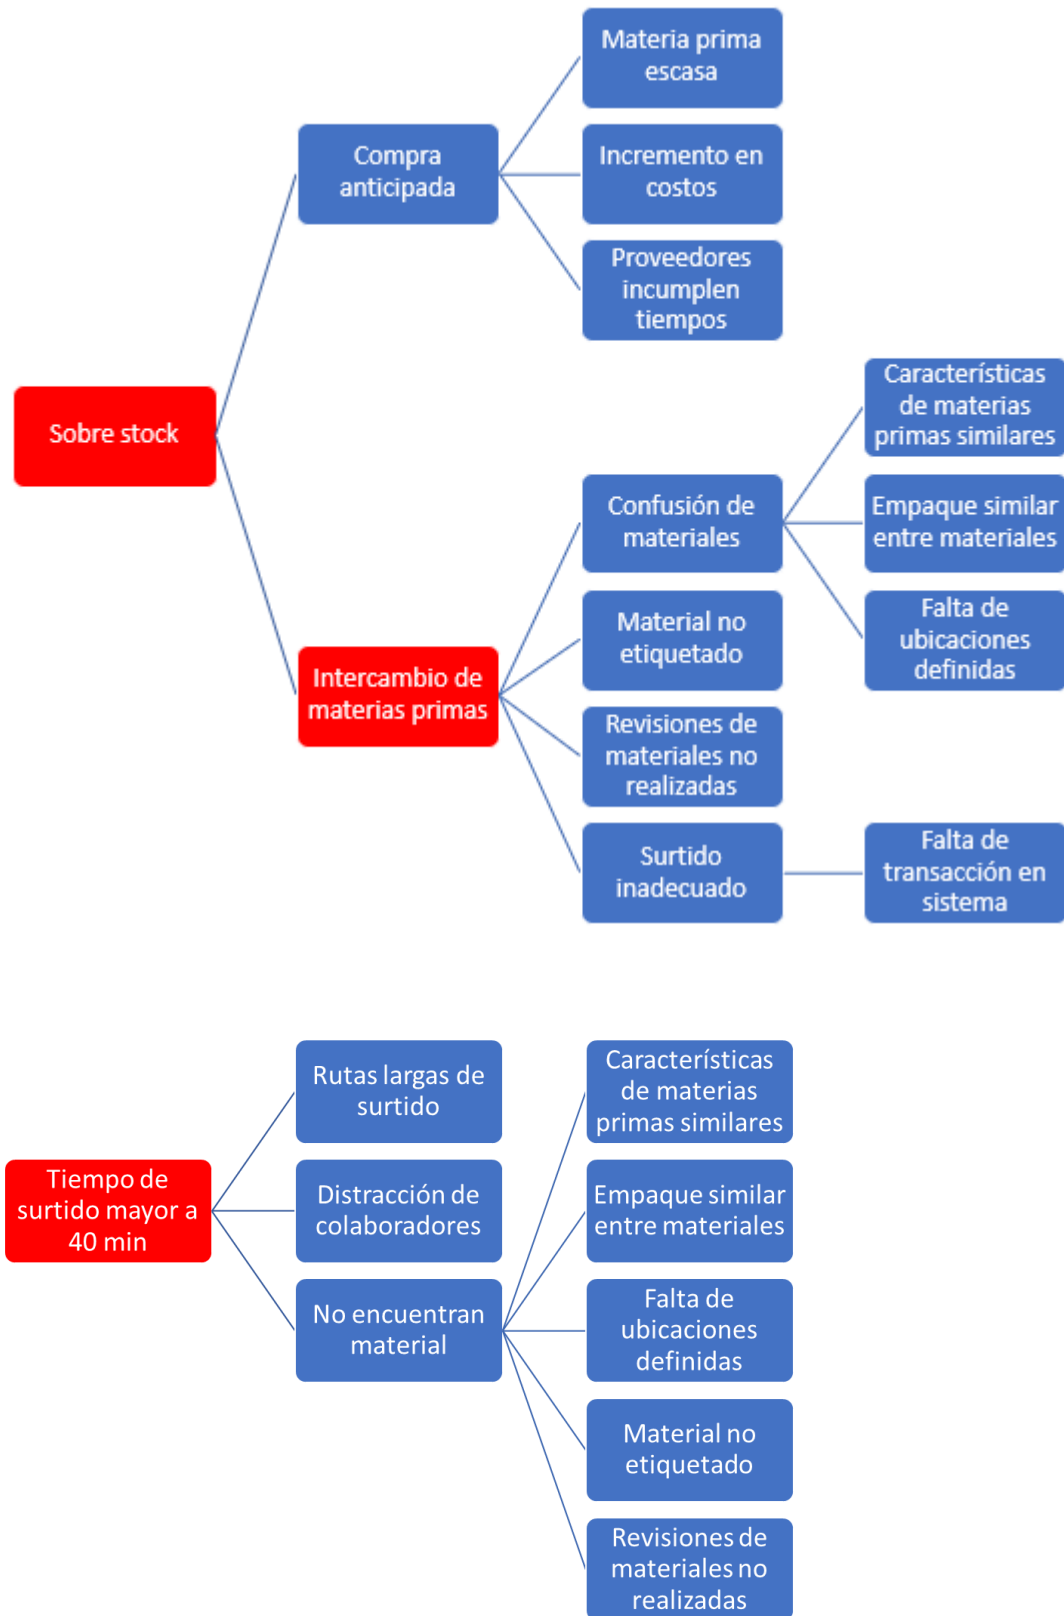 Materia prima
escasa
Compra
anticipada
Incremento en
costos
Proveedores
incumplen
tiempos
Sobre stock
Características
de materias
primas similares
Confusión de
materiales
Empaque similar
entre materiales
Material no
etiquetado
Falta de
ubicaciones
definidas
Intercambio de
materias primas
Revisiones de
materiales no
realizadas
Surtido
inadecuado
Falta de
transacción en
sistema
Rutas largas de
surtido
Características
de materias
primas similares
Tiempo de
surtido mayor a
40 min
Distracción de
colaboradores
Empaque similar
entre materiales
No encuentran
material
Falta de
ubicaciones
definidas
Material no
etiquetado
Revisiones de
materiales no
realizadas